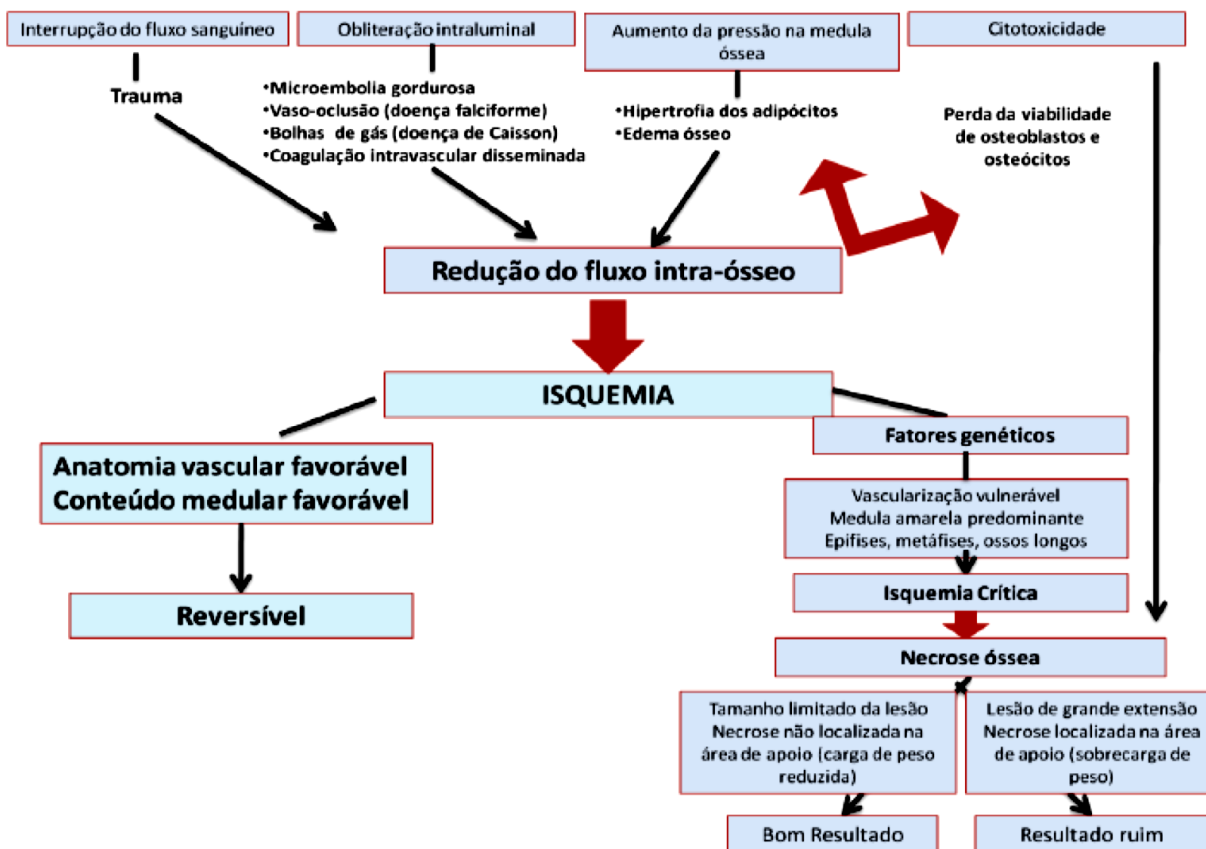 Interrupção do fluxo sanguíneo
Trauma
Obliteração intraluminal
•Microembolia gordurosa
•Vaso-oclusão (doença falciforme)
•Bolhas de gás (doença de Caisson)
•Coagulação intravascular disseminada
Aumento da pressão na medula
óssea
•Hipertrofia dos adipócitos
•Edema ósseo
Citotoxicidade
Perda da viabilidade
de osteoblastos e
osteócitos
Redução do fluxo intra-ósseo
ISQUEMIA
Anatomia vascular favorável
Conteúdo medular favorável
Reversível
Fatores genéticos
Vascularização vulnerável
Medula amarela predominante
Epifises, metáfises, ossos longos
Isquemia Crítica
Necrose óssea
Tamanho limitado da lesão
Necrose não localizada na
área de apoio (carga de peso
reduzida)
Lesão de grande extensão
Necrose localizada na área
de apoio (sobrecarga de
peso)
Bom Resultado
Resultado ruim